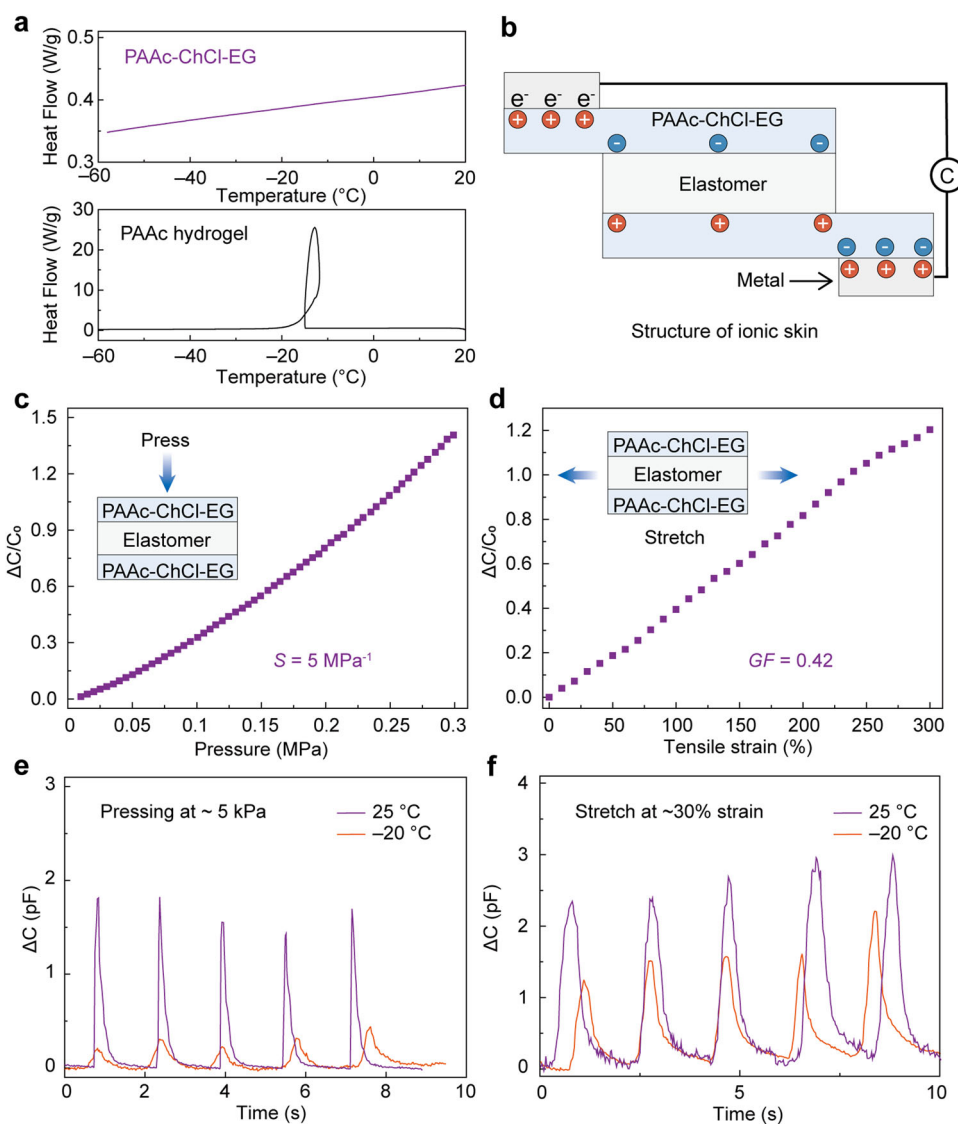 a
PAAc-ChCl-EG
Heat Flow (W/g)
0.5
0.4
0.3
–60 –40 –20 0 20
Temperature (°C)
PAAc hydrogel
Heat Flow (W/g)
30
20
10
0
–60 –40 –20 0 20
Temperature (°C)
b
e- e- e-
+ + +
PAAc-ChCl-EG
- - -
Elastomer
C
+ + +
- - -
Metal
+ + +
Structure of ionic skin
c
ΔC/C₀
1.5
1.2
0.9
0.6
0.3
0.0
Press
PAAc-ChCl-EG
Elastomer
PAAc-ChCl-EG
S = 5 MPa⁻¹
0 0.05 0.1 0.15 0.2 0.25 0.3
Pressure (MPa)
d
ΔC/C₀
1.2
1.0
0.8
0.6
0.4
0.2
0.0
PAAc-ChCl-EG
Elastomer
PAAc-ChCl-EG
Stretch
GF = 0.42
0 50 100 150 200 250 300
Tensile strain (%)
e
ΔC (pF)
3
2
1
0
Pressing at ~ 5 kPa
25 °C
–20 °C
0 2 4 6 8 10
Time (s)
f
ΔC (pF)
4
3
2
1
0
Stretch at ~30% strain
25 °C
–20 °C
0 5 10
Time (s)